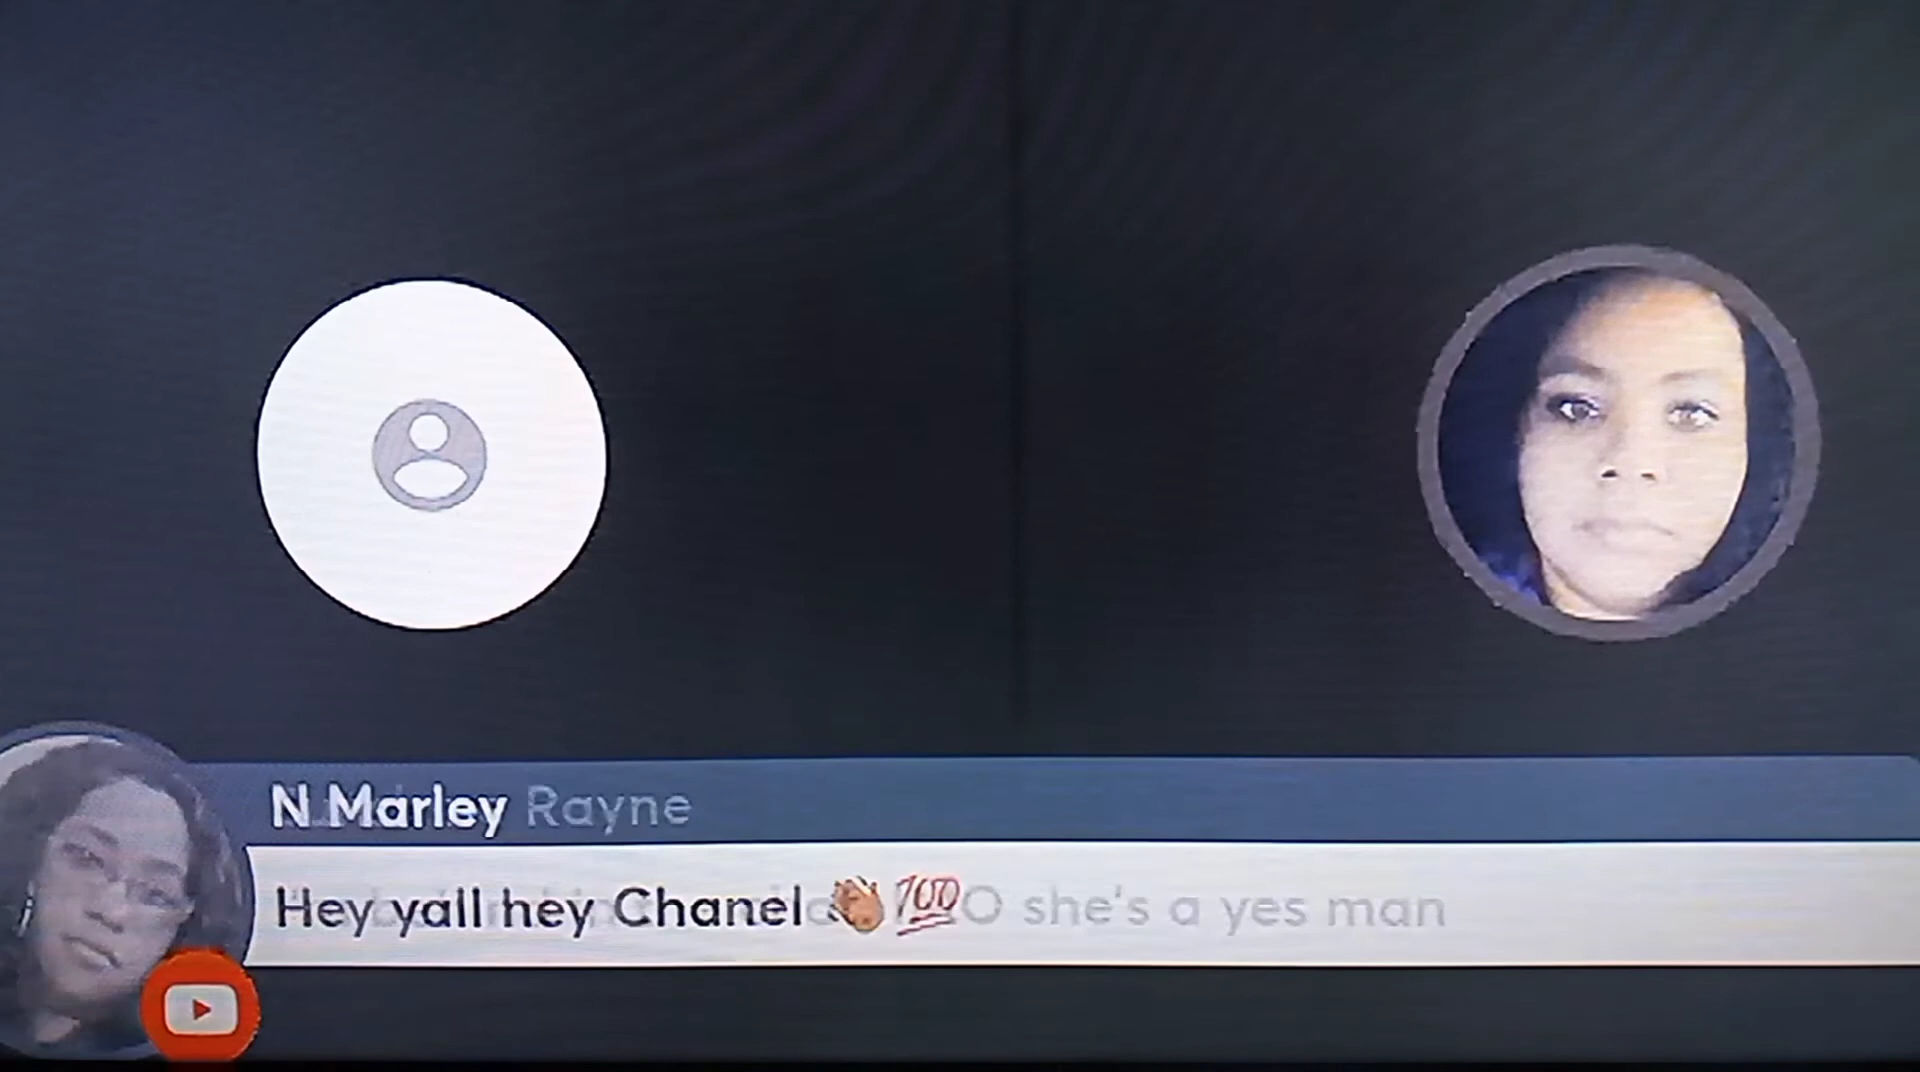 N Marley Rayne
Hey yall hey Chanel 👏🏽 💯 O she's a yes man